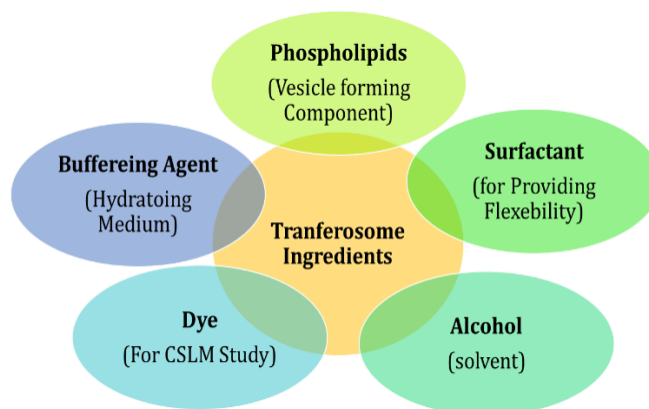 Phospholipids
(Vesicle forming
Component)
Buffereing Agent
(Hydratoing
Medium)
Surfactant
(for Providing
Flexebility)
Tranferosome
Ingredients
Dye
(For CSLM Study)
Alcohol
(solvent)